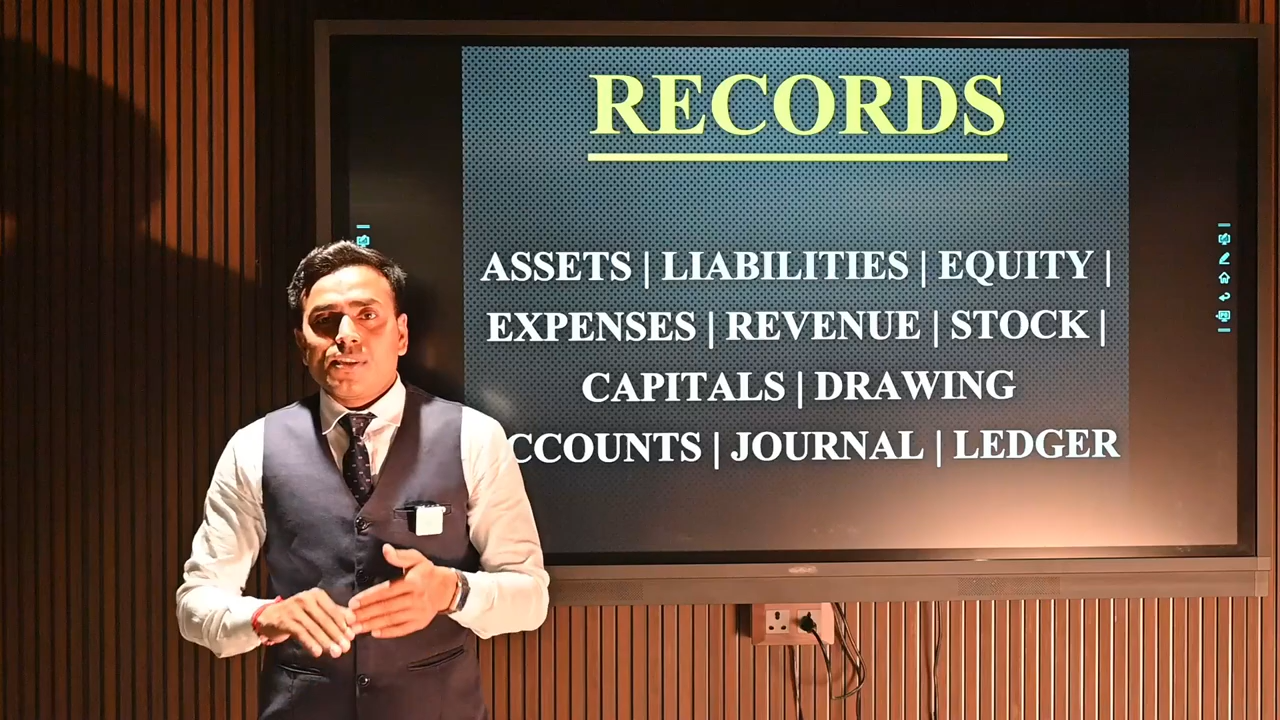 RECORDS
ASSETS | LIABILITIES | EQUITY |
EXPENSES | REVENUE | STOCK |
CAPITALS | DRAWING
CCOUNTS | JOURNAL | LEDGER